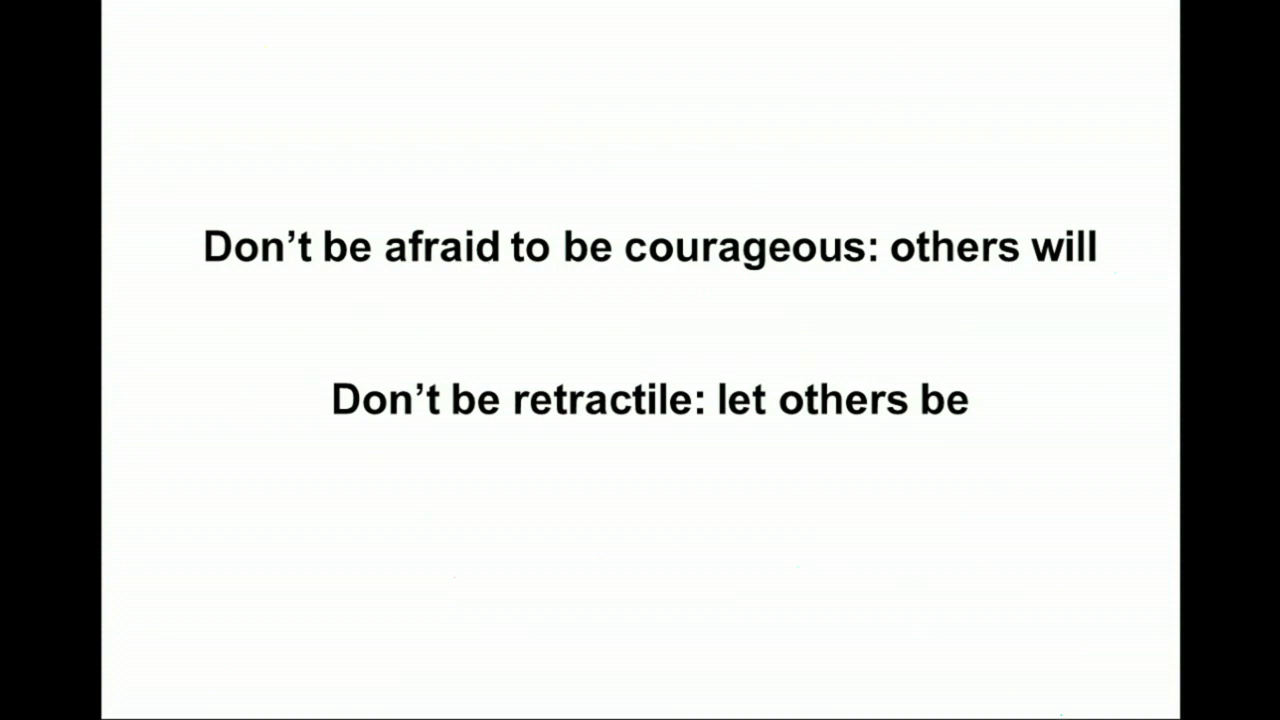 Don’t be afraid to be courageous: others will
Don’t be retractile: let others be